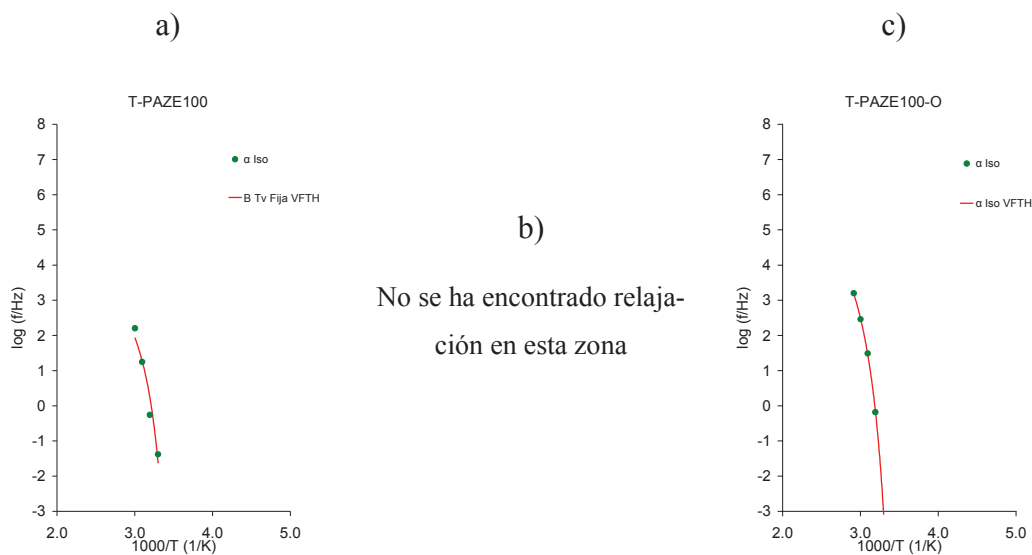 a)
T-PAZE100
8
7
6
5
4
3
2
1
0
-1
-2
-3
log (f/Hz)
2.0 3.0 4.0 5.0
1000/T (1/K)
α Iso
B Tv Fija VFTH
b)
No se ha encontrado relaja-
ción en esta zona
c)
T-PAZE100-O
8
7
6
5
4
3
2
1
0
-1
-2
-3
log (f/Hz)
2.0 3.0 4.0 5.0
1000/T (1/K)
α Iso
α Iso VFTH